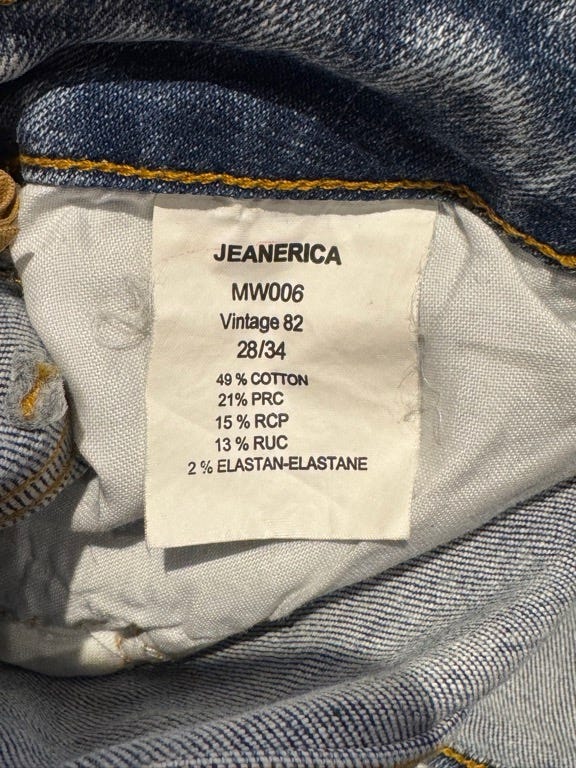 JEANERICA
MW006
Vintage 82
28/34
49 % COTTON
21% PRC
15 % RCP
13 % RUC
2 % ELASTAN-ELASTANE